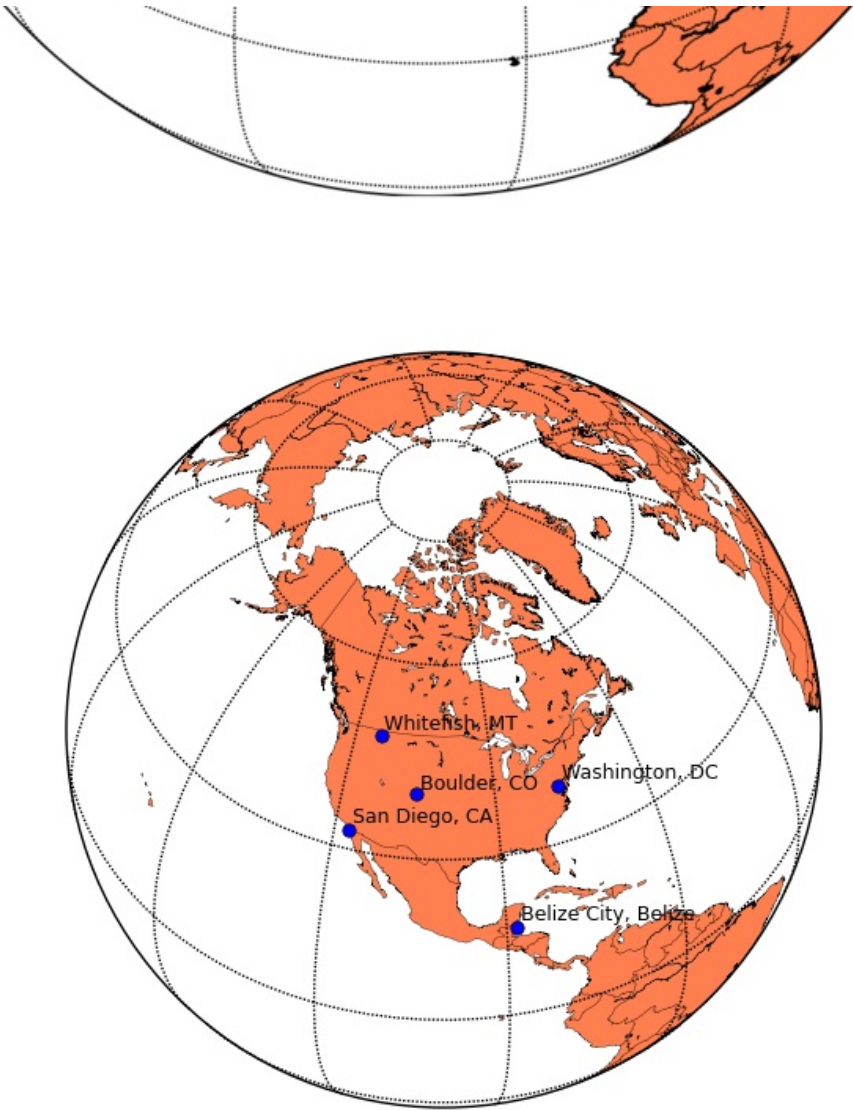 Whitefish, MT
Washington, DC
Boulder, CO
San Diego, CA
Belize City, Belize